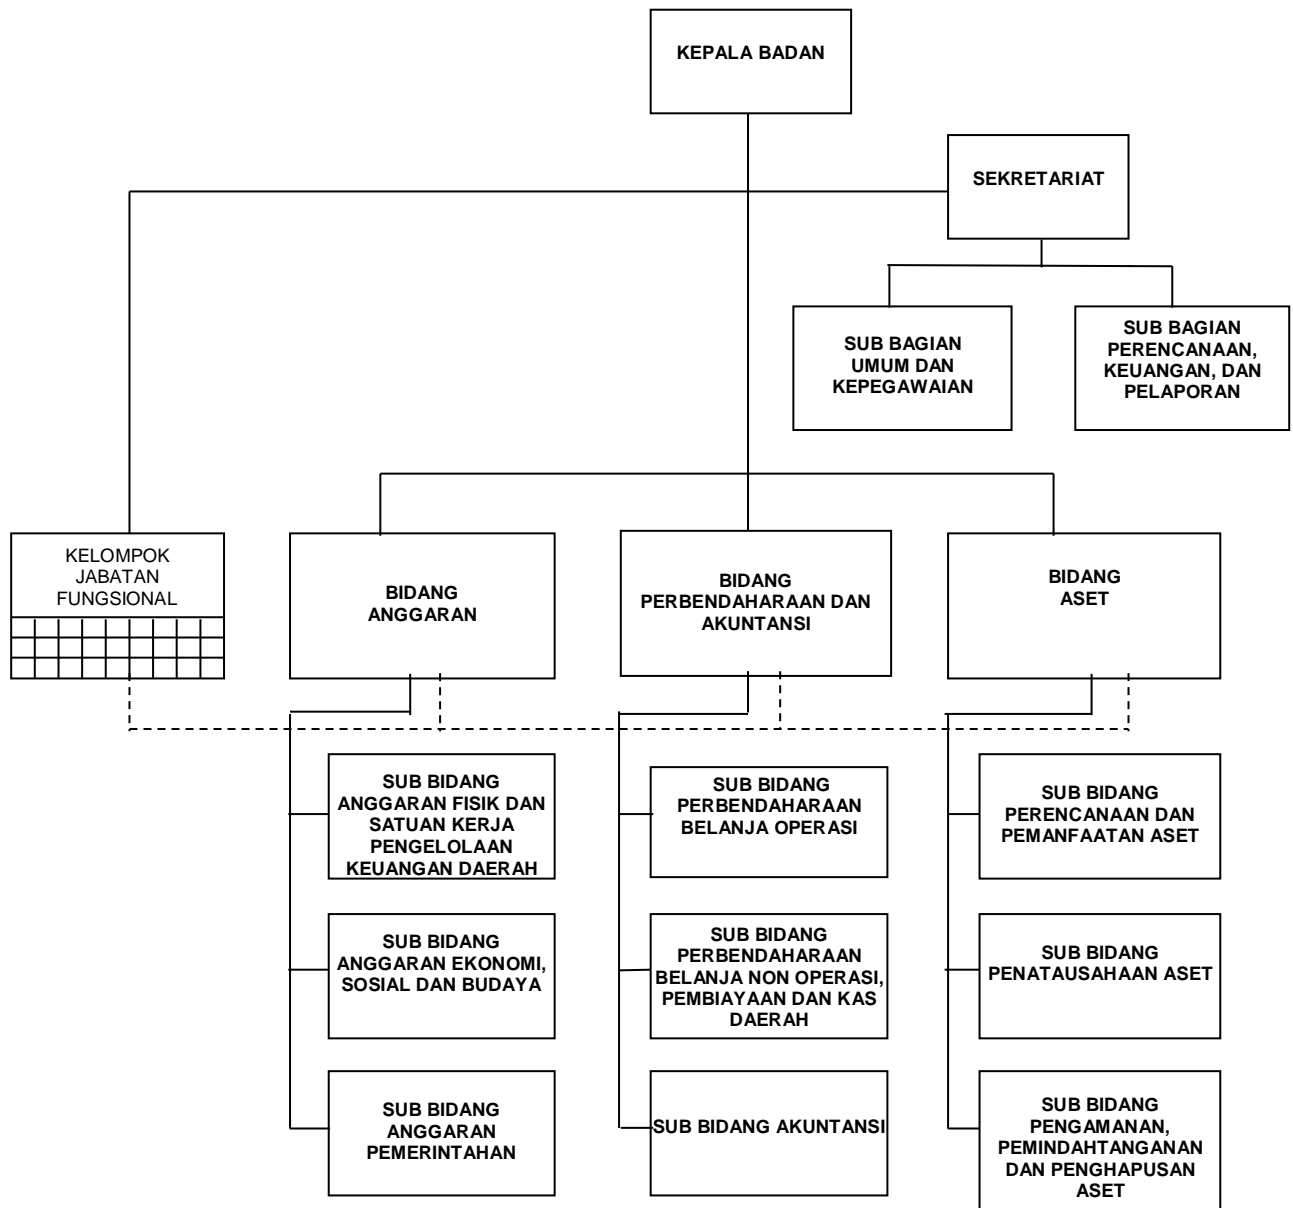 KEPALA BADAN
SEKRETARIAT
SUB BAGIAN
UMUM DAN
KEPEGAWAIAN
SUB BAGIAN
PERENCANAAN,
KEUANGAN, DAN
PELAPORAN
KELOMPOK
JABATAN
FUNGSIONAL
BIDANG
ANGGARAN
BIDANG
PERBENDAHARAAN DAN
AKUNTANSI
BIDANG
ASET
SUB BIDANG
ANGGARAN FISIK DAN
SATUAN KERJA
PENGELOLAAN
KEUANGAN DAERAH
SUB BIDANG
PERBENDAHARAAN
BELANJA OPERASI
SUB BIDANG
PERENCANAAN DAN
PEMANFAATAN ASET
SUB BIDANG
ANGGARAN EKONOMI,
SOSIAL DAN BUDAYA
SUB BIDANG
PERBENDAHARAAN
BELANJA NON OPERASI,
PEMBIAYAAN DAN KAS
DAERAH
SUB BIDANG
PENATAUSAHAAN ASET
SUB BIDANG
ANGGARAN
PEMERINTAHAN
SUB BIDANG AKUNTANSI
SUB BIDANG
PENGAMANAN,
PEMINDAHTANGANAN
DAN PENGHAPUSAN
ASET